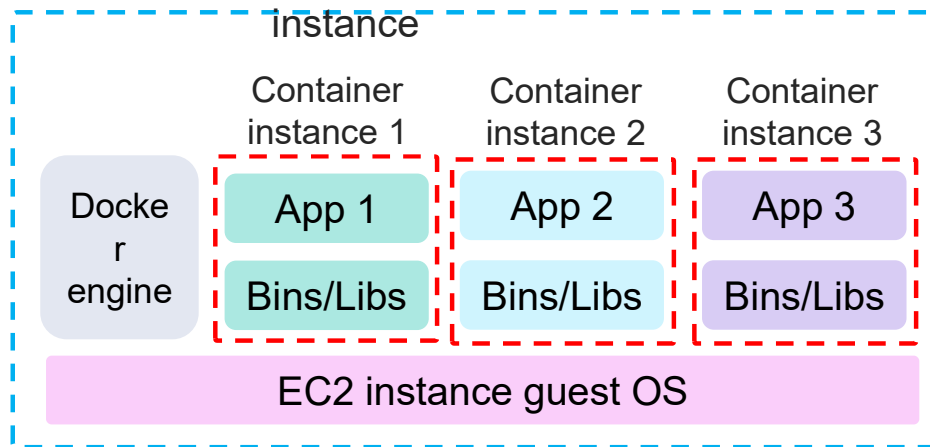 instance
Container
instance 1
Container
instance 2
Container
instance 3
Docke
r
engine
App 1
Bins/Libs
App 2
Bins/Libs
App 3
Bins/Libs
EC2 instance guest OS